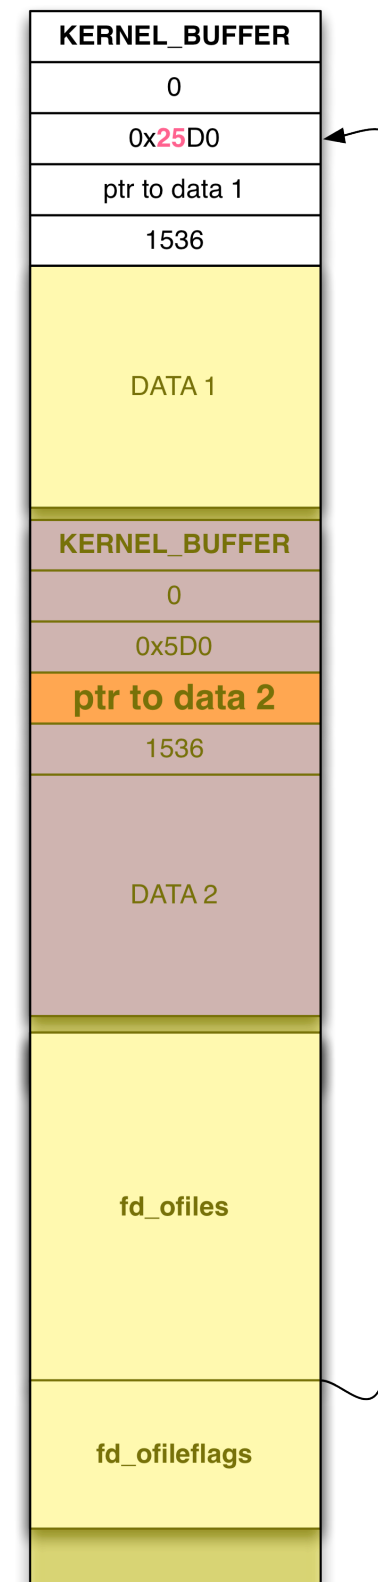 KERNEL_BUFFER
0
0x25D0
ptr to data 1
1536
DATA 1
KERNEL_BUFFER
0
0x5D0
ptr to data 2
1536
DATA 2
fd_ofiles
fd_ofileflags